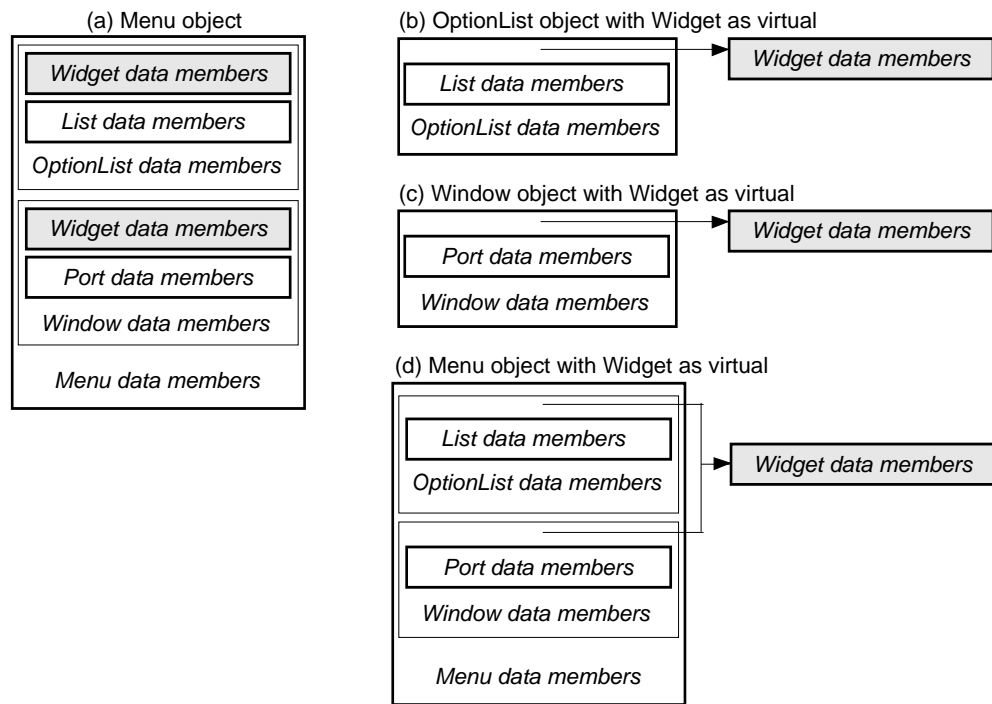 (a) Menu object
Widget data members
List data members
OptionList data members
Widget data members
Port data members
Window data members
Menu data members
(b) OptionList object with Widget as virtual
Widget data members
List data members
OptionList data members
(c) Window object with Widget as virtual
Widget data members
Port data members
Window data members
(d) Menu object with Widget as virtual
List data members
Widget data members
OptionList data members
Port data members
Window data members
Menu data members